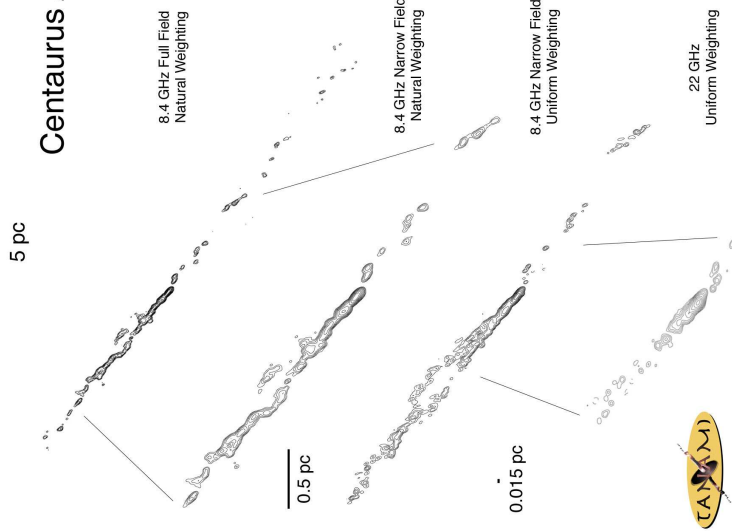 Centaurus
5 pc
8.4 GHz Full Field
Natural Weighting
8.4 GHz Narrow Field
Natural Weighting
0.5 pc
8.4 GHz Narrow Field
Uniform Weighting
0.015 pc
22 GHz
Uniform Weighting
TANAMI